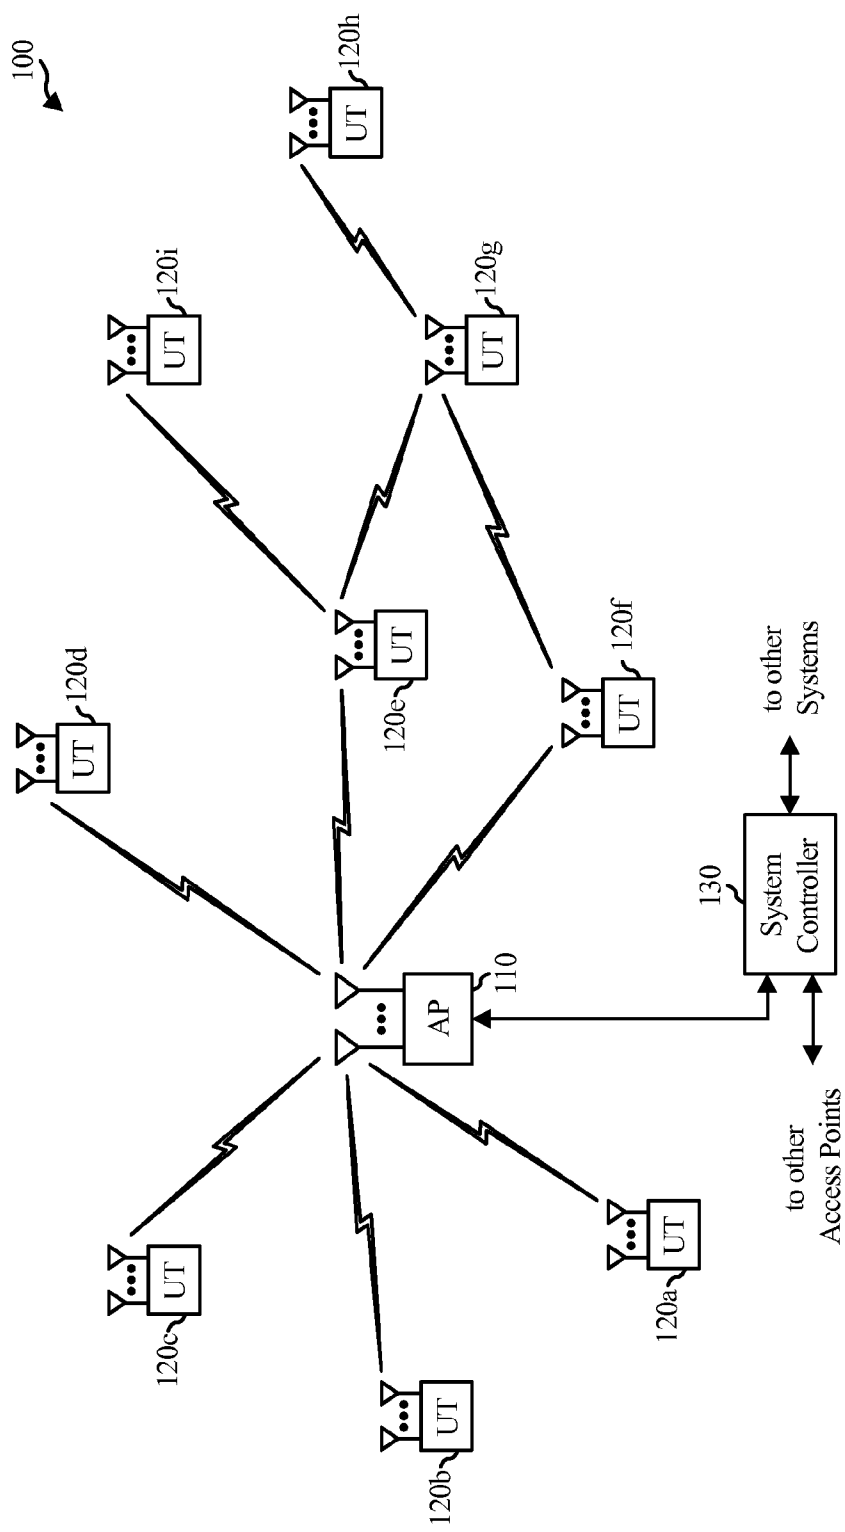 100
120d
UT
120c
UT
120i
UT
120h
UT
120e
UT
120b
UT
AP
110
120g
UT
120f
UT
120a
UT
130
System
Controller
to other
Systems
to other
Access Points